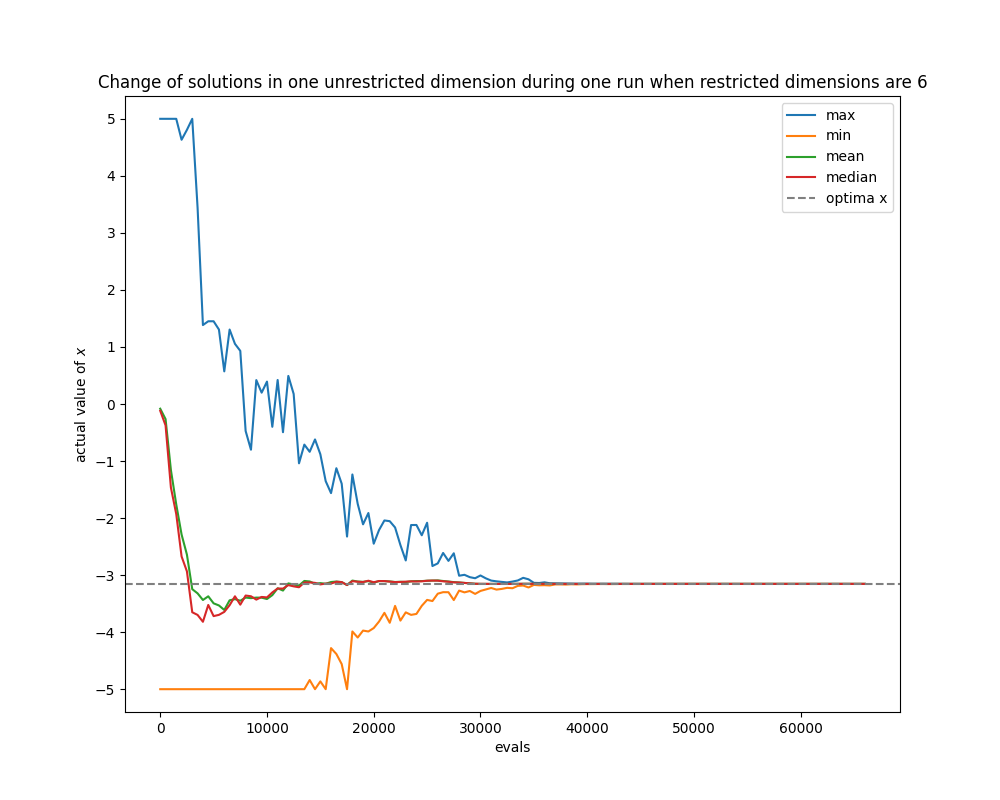 Change of solutions in one unrestricted dimension during one run when restricted dimensions are 6
max
min
mean
median
optima x
5
4
3
2
1
0
−1
−2
−3
−4
−5
actual value of x
0 10000 20000 30000 40000 50000 60000
evals